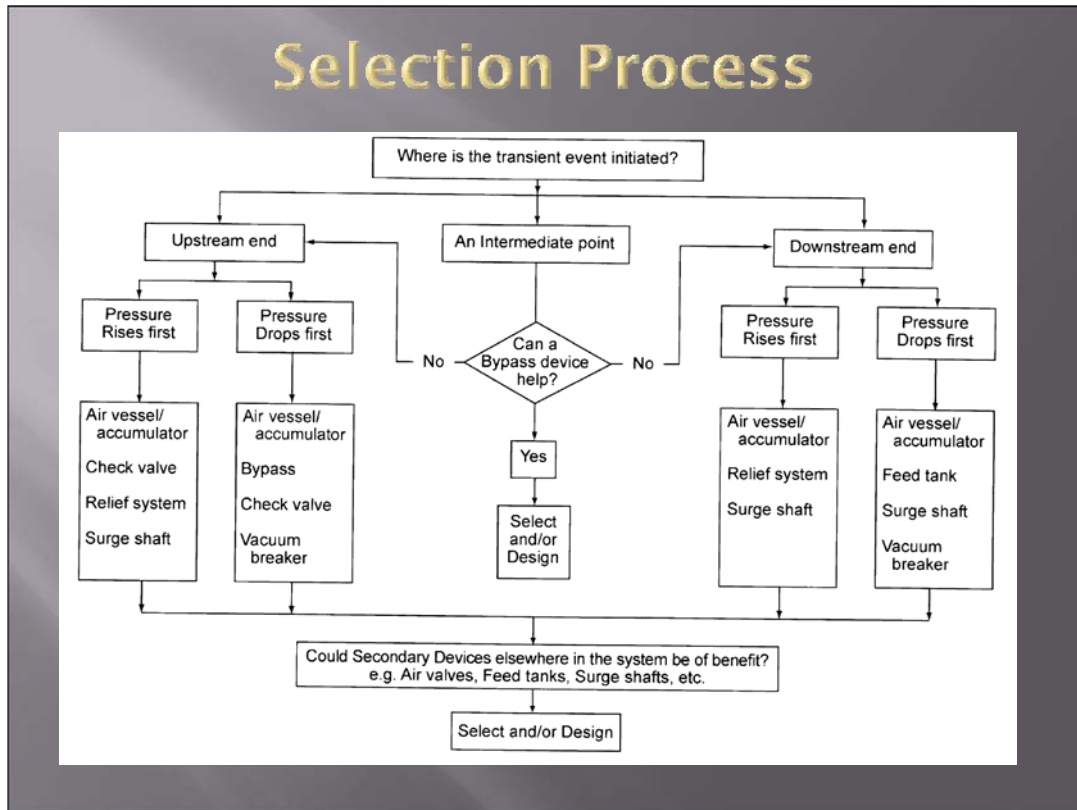 Selection Process
Where is the transient event initiated?
Upstream end
An Intermediate point
Downstream end
Pressure
Rises first
Pressure
Drops first
Can a
Bypass device
help?
No
No
Pressure
Rises first
Pressure
Drops first
Air vessel/
accumulator
Check valve
Relief system
Surge shaft
Air vessel/
accumulator
Bypass
Check valve
Vacuum
breaker
Yes
Select
and/or
Design
Air vessel/
accumulator
Relief system
Surge shaft
Air vessel/
accumulator
Feed tank
Surge shaft
Vacuum
breaker
Could Secondary Devices elsewhere in the system be of benefit?
e.g. Air valves, Feed tanks, Surge shafts, etc.
Select and/or Design